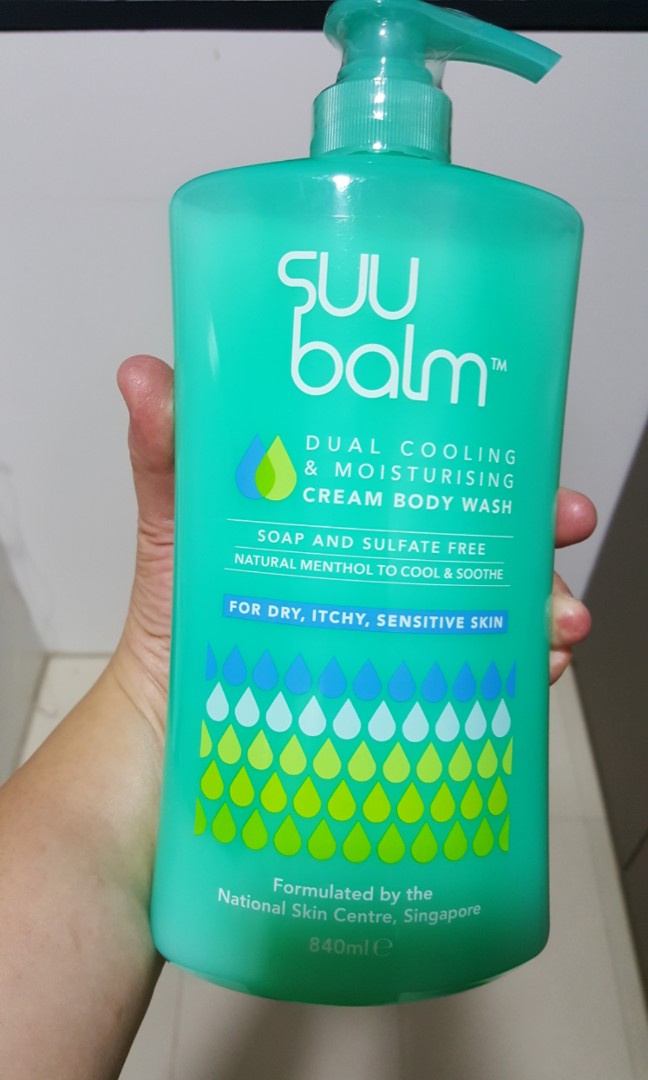 suu
balm™
DUAL COOLING
& MOISTURISING
CREAM BODY WASH
SOAP AND SULFATE FREE
NATURAL MENTHOL TO COOL & SOOTHE
FOR DRY, ITCHY, SENSITIVE SKIN
Formulated by the
National Skin Centre, Singapore
840ml ℮